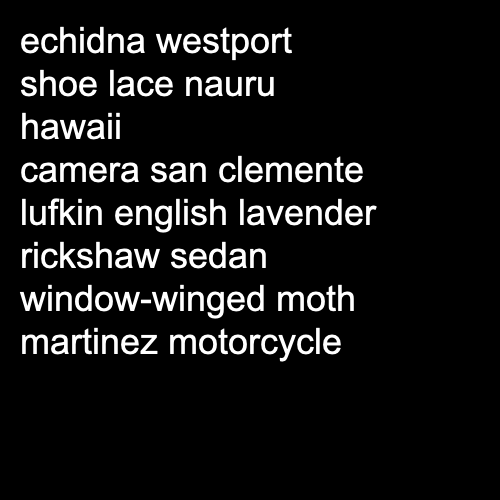 echidna westport
shoe lace nauru
hawaii
camera san clemente
lufkin english lavender
rickshaw sedan
window-winged moth
martinez motorcycle